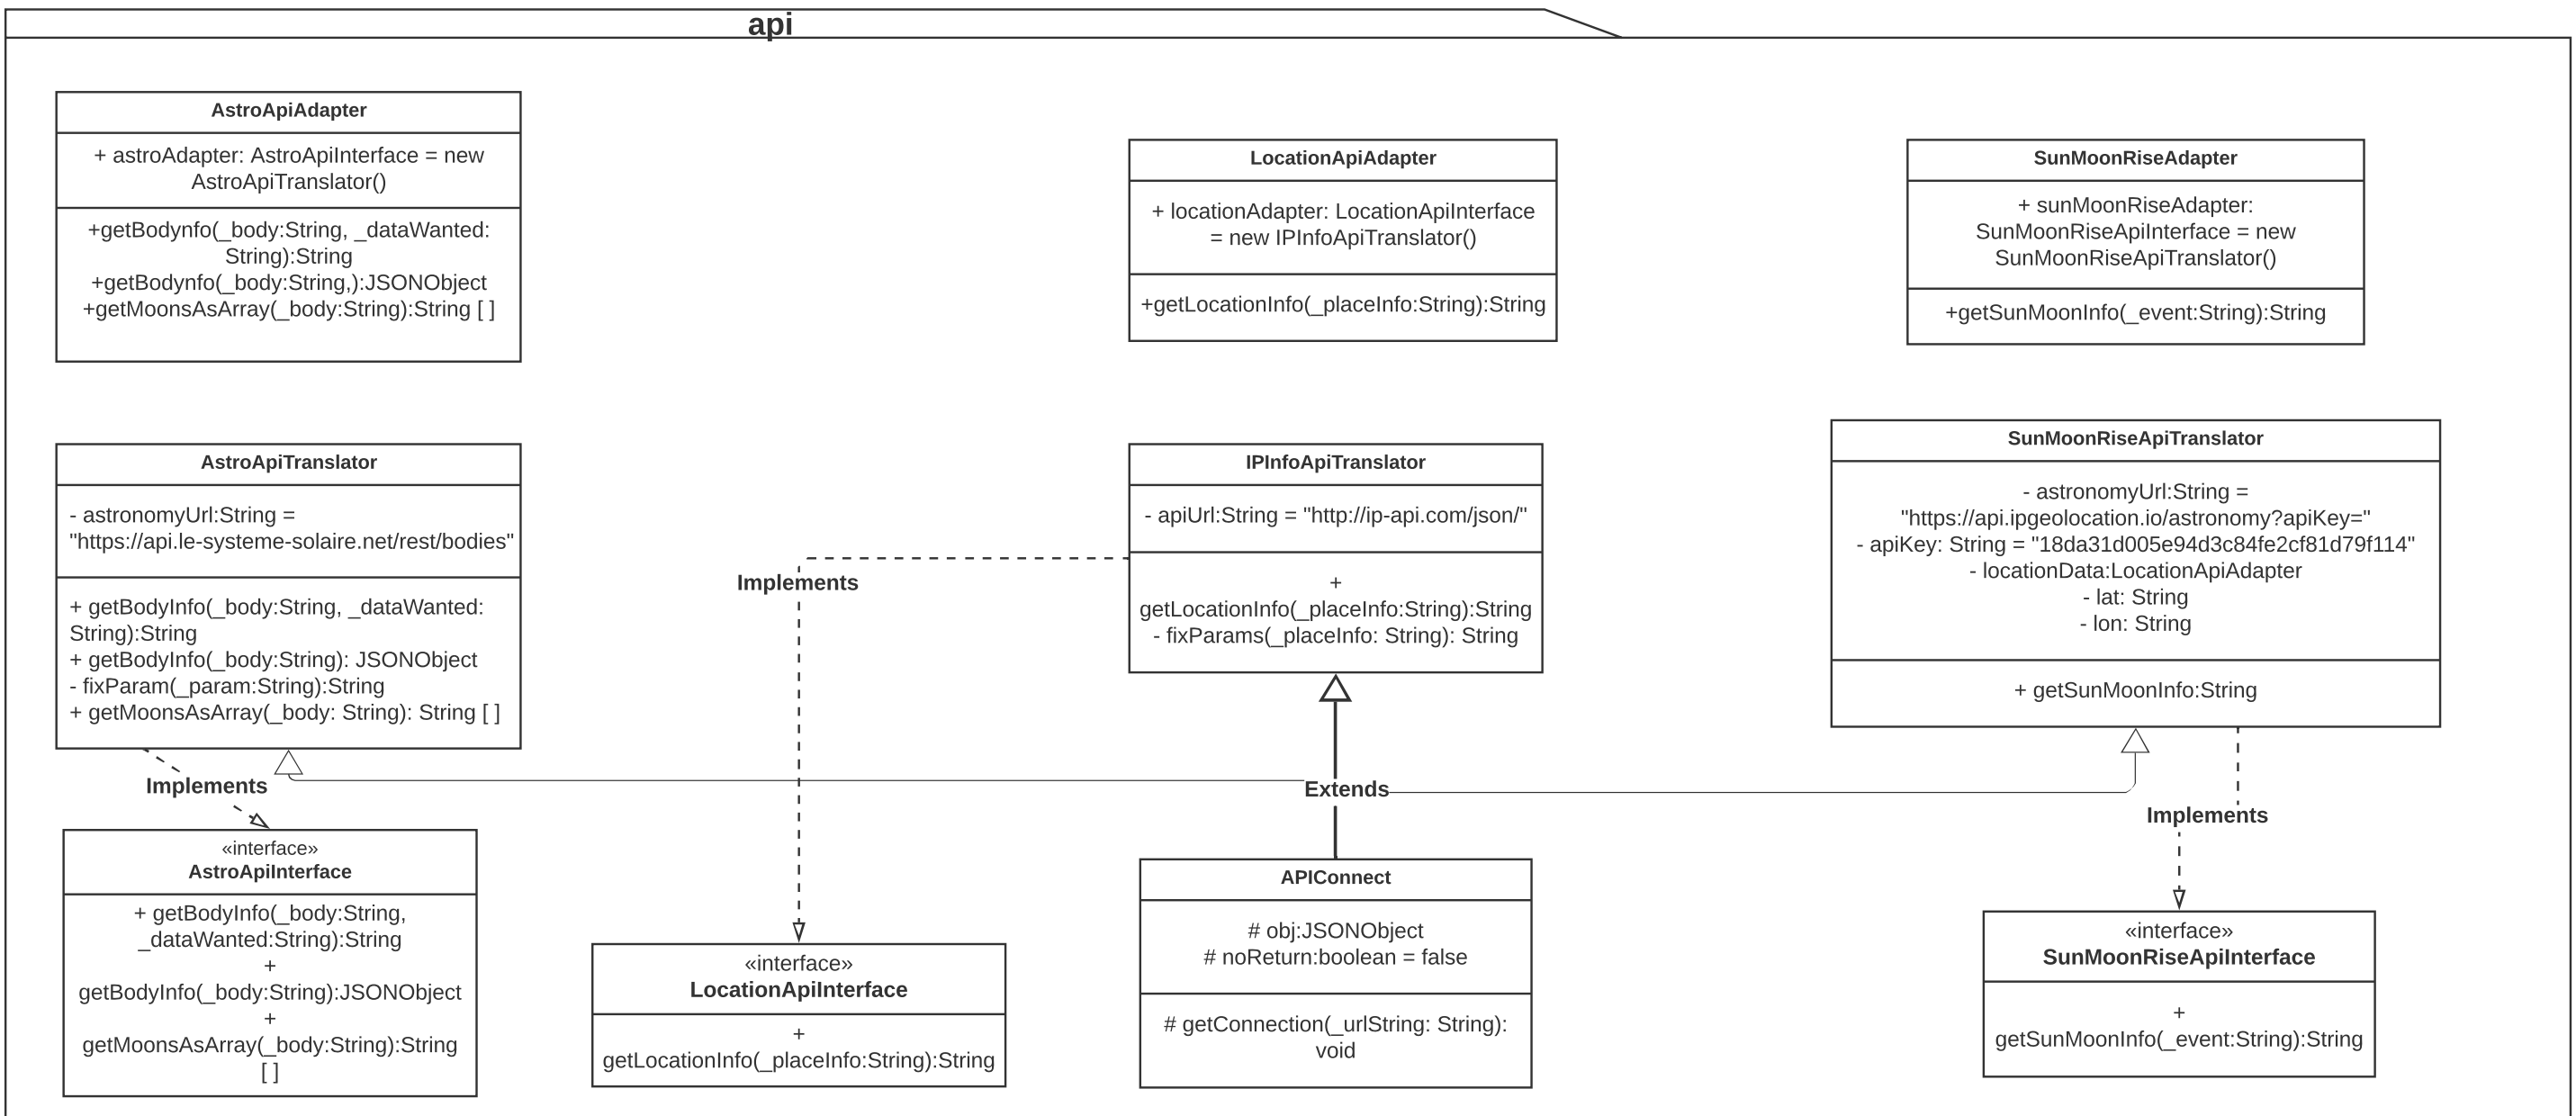 api
AstroApiAdapter
+ astroAdapter: AstroApiInterface = new
AstroApiTranslator()
+getBodynfo(_body:String, _dataWanted:
String):String
+getBodynfo(_body:String,):JSONObject
+getMoonsAsArray(_body:String):String [ ]
LocationApiAdapter
+ locationAdapter: LocationApiInterface
= new IPInfoApiTranslator()
+getLocationInfo(_placeInfo:String):String
SunMoonRiseAdapter
+ sunMoonRiseAdapter:
SunMoonRiseApiInterface = new
SunMoonRiseApiTranslator()
+getSunMoonInfo(_event:String):String
AstroApiTranslator
- astronomyUrl:String =
"https://api.le-systeme-solaire.net/rest/bodies"
+ getBodyInfo(_body:String, _dataWanted:
String):String
+ getBodyInfo(_body:String): JSONObject
- fixParam(_param:String):String
+ getMoonsAsArray(_body: String): String [ ]
IPInfoApiTranslator
- apiUrl:String = "http://ip-api.com/json/"
+
getLocationInfo(_placeInfo:String):String
- fixParams(_placeInfo: String): String
SunMoonRiseApiTranslator
- astronomyUrl:String =
"https://api.ipgeolocation.io/astronomy?apiKey="
- apiKey: String = "18da31d005e94d3c84fe2cf81d79f114"
- locationData:LocationApiAdapter
- lat: String
- lon: String
+ getSunMoonInfo:String
Implements
Implements
Extends
Implements
«interface»
AstroApiInterface
+ getBodyInfo(_body:String,
_dataWanted:String):String
+
getBodyInfo(_body:String):JSONObject
+
getMoonsAsArray(_body:String):String
[ ]
«interface»
LocationApiInterface
+
getLocationInfo(_placeInfo:String):String
APIConnect
# obj:JSONObject
# noReturn:boolean = false
# getConnection(_urlString: String):
void
«interface»
SunMoonRiseApiInterface
+
getSunMoonInfo(_event:String):String